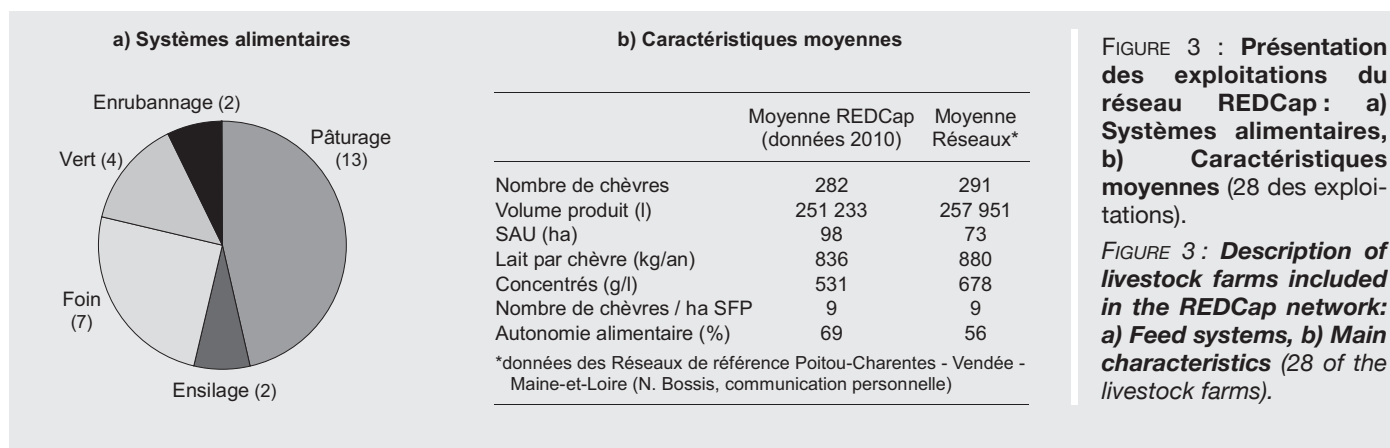 a) Systèmes alimentaires
Enrubannage (2)
Pâturage
(13)
Vert (4)
Foin
(7)
Ensilage (2)
b) Caractéristiques moyennes
Moyenne REDCap Moyenne
(données 2010) Réseaux*
Nombre de chèvres 282 291
Volume produit (l) 251 233 257 951
SAU (ha) 98 73
Lait par chèvre (kg/an) 836 880
Concentrés (g/l) 531 678
Nombre de chèvres / ha SFP 9 9
Autonomie alimentaire (%) 69 56
*données des Réseaux de référence Poitou-Charentes - Vendée -
Maine-et-Loire (N. Bossis, communication personnelle)
FIGURE 3 : Présentation
des exploitations du
réseau REDCap : a)
Systèmes alimentaires,
b) Caractéristiques
moyennes (28 des exploi-
tations).
FIGURE 3 : Description of
livestock farms included
in the REDCap network:
a) Feed systems, b) Main
characteristics (28 of the
livestock farms).